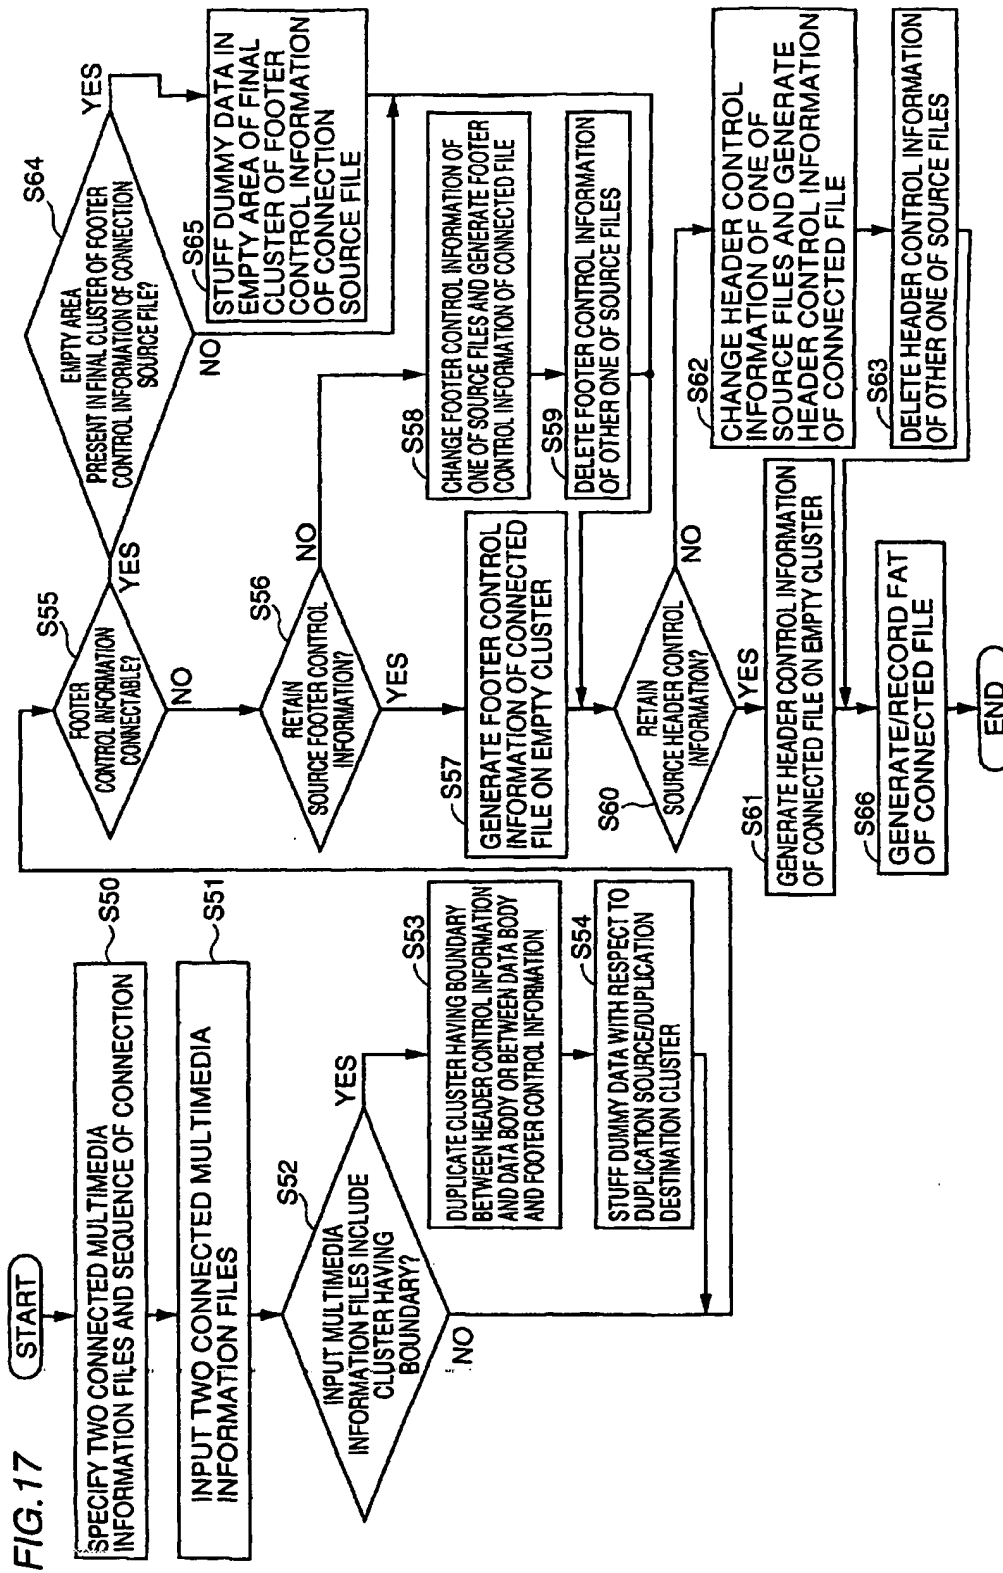 FIG.17
START
SPECIFY TWO CONNECTED MULTIMEDIA
INFORMATION FILES AND SEQUENCE OF CONNECTION
S50
INPUT TWO CONNECTED MULTIMEDIA
INFORMATION FILES
S51
INPUT MULTIMEDIA
INFORMATION FILES INCLUDE
CLUSTER HAVING
BOUNDARY?
S52
YES
NO
DUPLICATE CLUSTER HAVING BOUNDARY
BETWEEN HEADER CONTROL INFORMATION
AND DATA BODY OR BETWEEN DATA BODY
AND FOOTER CONTROL INFORMATION
S53
STUFF DUMMY DATA WITH RESPECT TO
DUPLICATION SOURCE/DUPLICATION
DESTINATION CLUSTER
S54
FOOTER
CONTROL INFORMATION
CONNECTABLE?
S55
YES
NO
EMPTY AREA
PRESENT IN FINAL CLUSTER OF FOOTER
CONTROL INFORMATION OF CONNECTION
SOURCE FILE?
S64
YES
NO
S65
STUFF DUMMY DATA IN
EMPTY AREA OF FINAL
CLUSTER OF FOOTER
CONTROL INFORMATION
OF CONNECTION
SOURCE FILE
RETAIN
SOURCE FOOTER CONTROL
INFORMATION?
S56
NO
YES
S57
GENERATE FOOTER CONTROL
INFORMATION OF CONNECTED
FILE ON EMPTY CLUSTER
S58
CHANGE FOOTER CONTROL INFORMATION OF
ONE OF SOURCE FILES AND GENERATE FOOTER
CONTROL INFORMATION OF CONNECTED FILE
S59
DELETE FOOTER CONTROL INFORMATION
OF OTHER ONE OF SOURCE FILES
RETAIN
SOURCE HEADER CONTROL
INFORMATION?
S60
NO
YES
S61
GENERATE HEADER CONTROL INFORMATION
OF CONNECTED FILE ON EMPTY CLUSTER
S62
CHANGE HEADER CONTROL
INFORMATION OF ONE OF
SOURCE FILES AND GENERATE
HEADER CONTROL INFORMATION
OF CONNECTED FILE
S63
DELETE HEADER CONTROL INFORMATION
OF OTHER ONE OF SOURCE FILES
S66
GENERATE/RECORD FAT
OF CONNECTED FILE
END